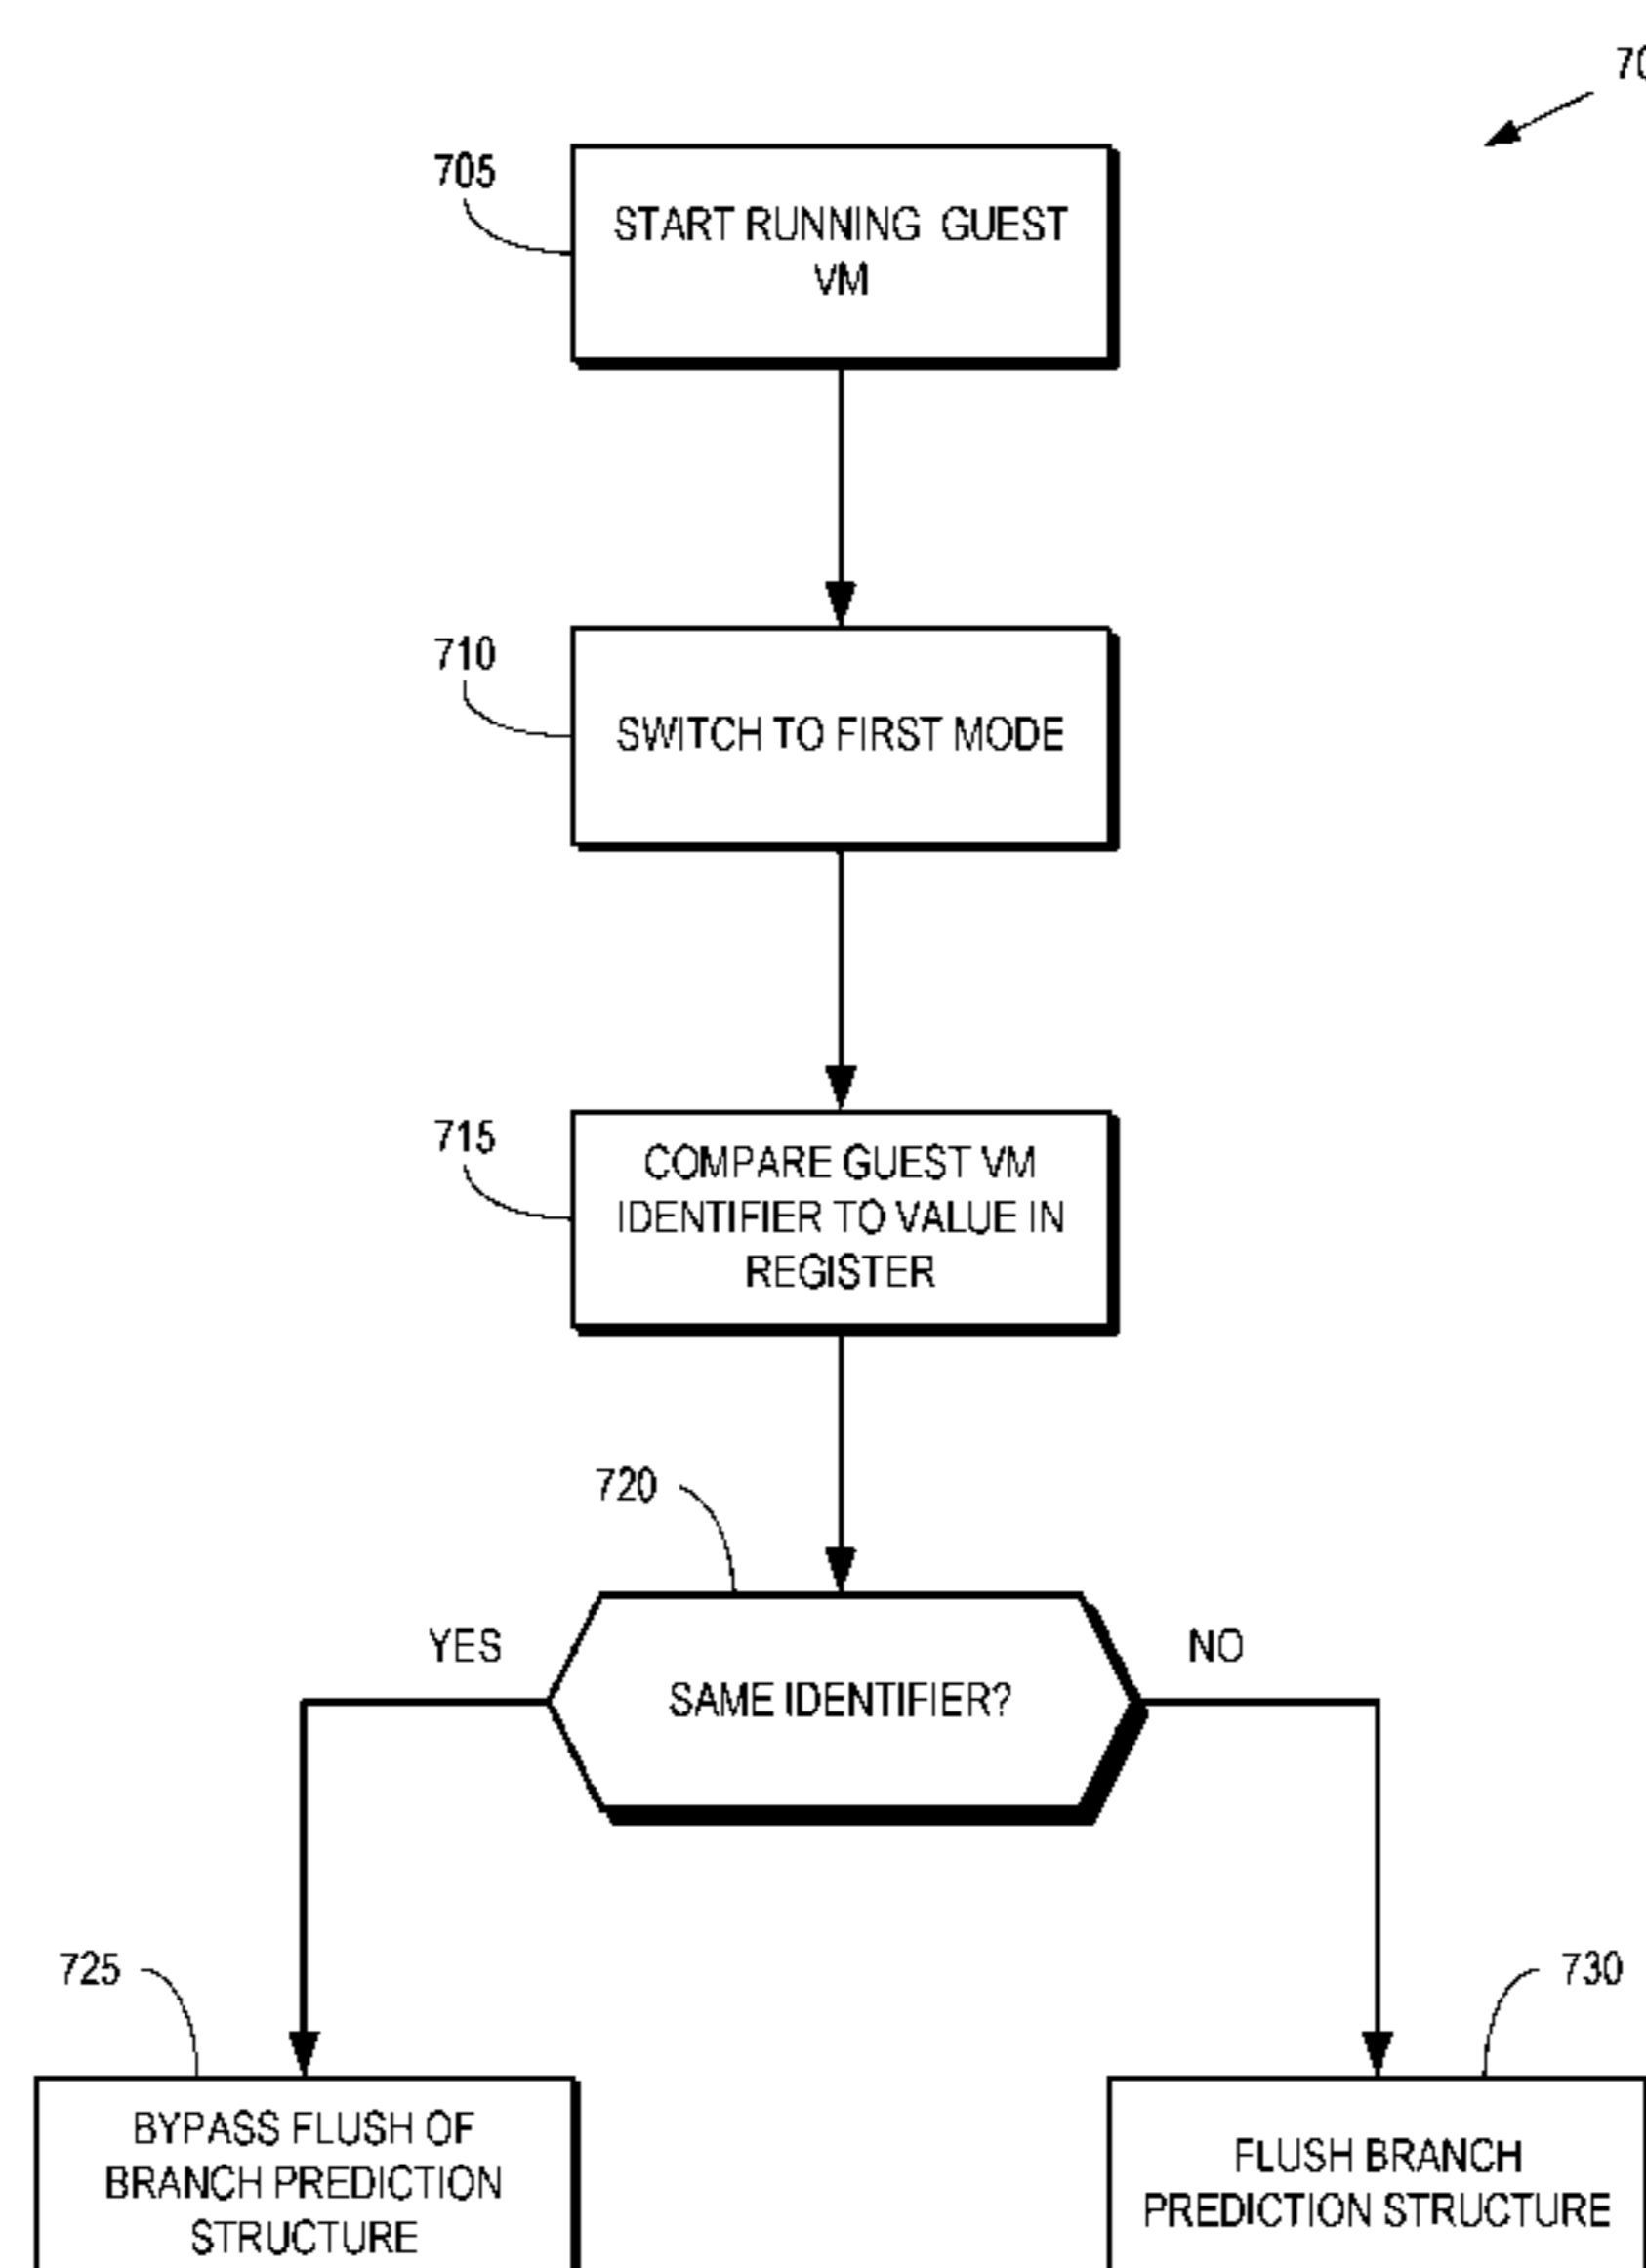 705
START RUNNING GUEST
VM
710
SWITCH TO FIRST MODE
715
COMPARE GUEST VM
IDENTIFIER TO VALUE IN
REGISTER
720
YES
NO
SAME IDENTIFIER?
725
730
BYPASS FLUSH OF
BRANCH PREDICTION
STRUCTURE
FLUSH BRANCH
PREDICTION STRUCTURE